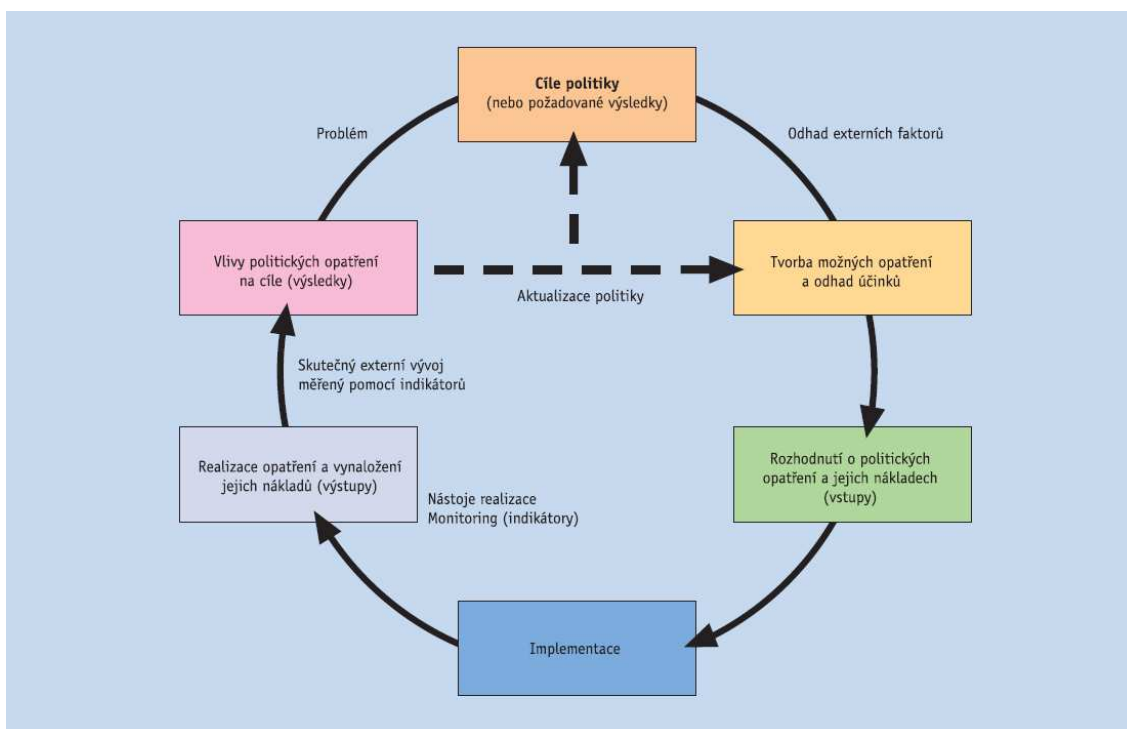 Cíle politiky
(nebo požadované výsledky)
Problém
Odhad externích faktorů
Vlivy politických opatření
na cíle (výsledky)
Tvorba možných opatření
a odhad účinků
Aktualizace politiky
Skutečný externí vývoj
měřený pomocí indikátorů
Realizace opatření a vynaložení
jejich nákladů (výstupy)
Rozhodnutí o politických
opatření a jejich nákladech
(vstupy)
Nástoje realizace
Monitoring (indikátory)
Implementace